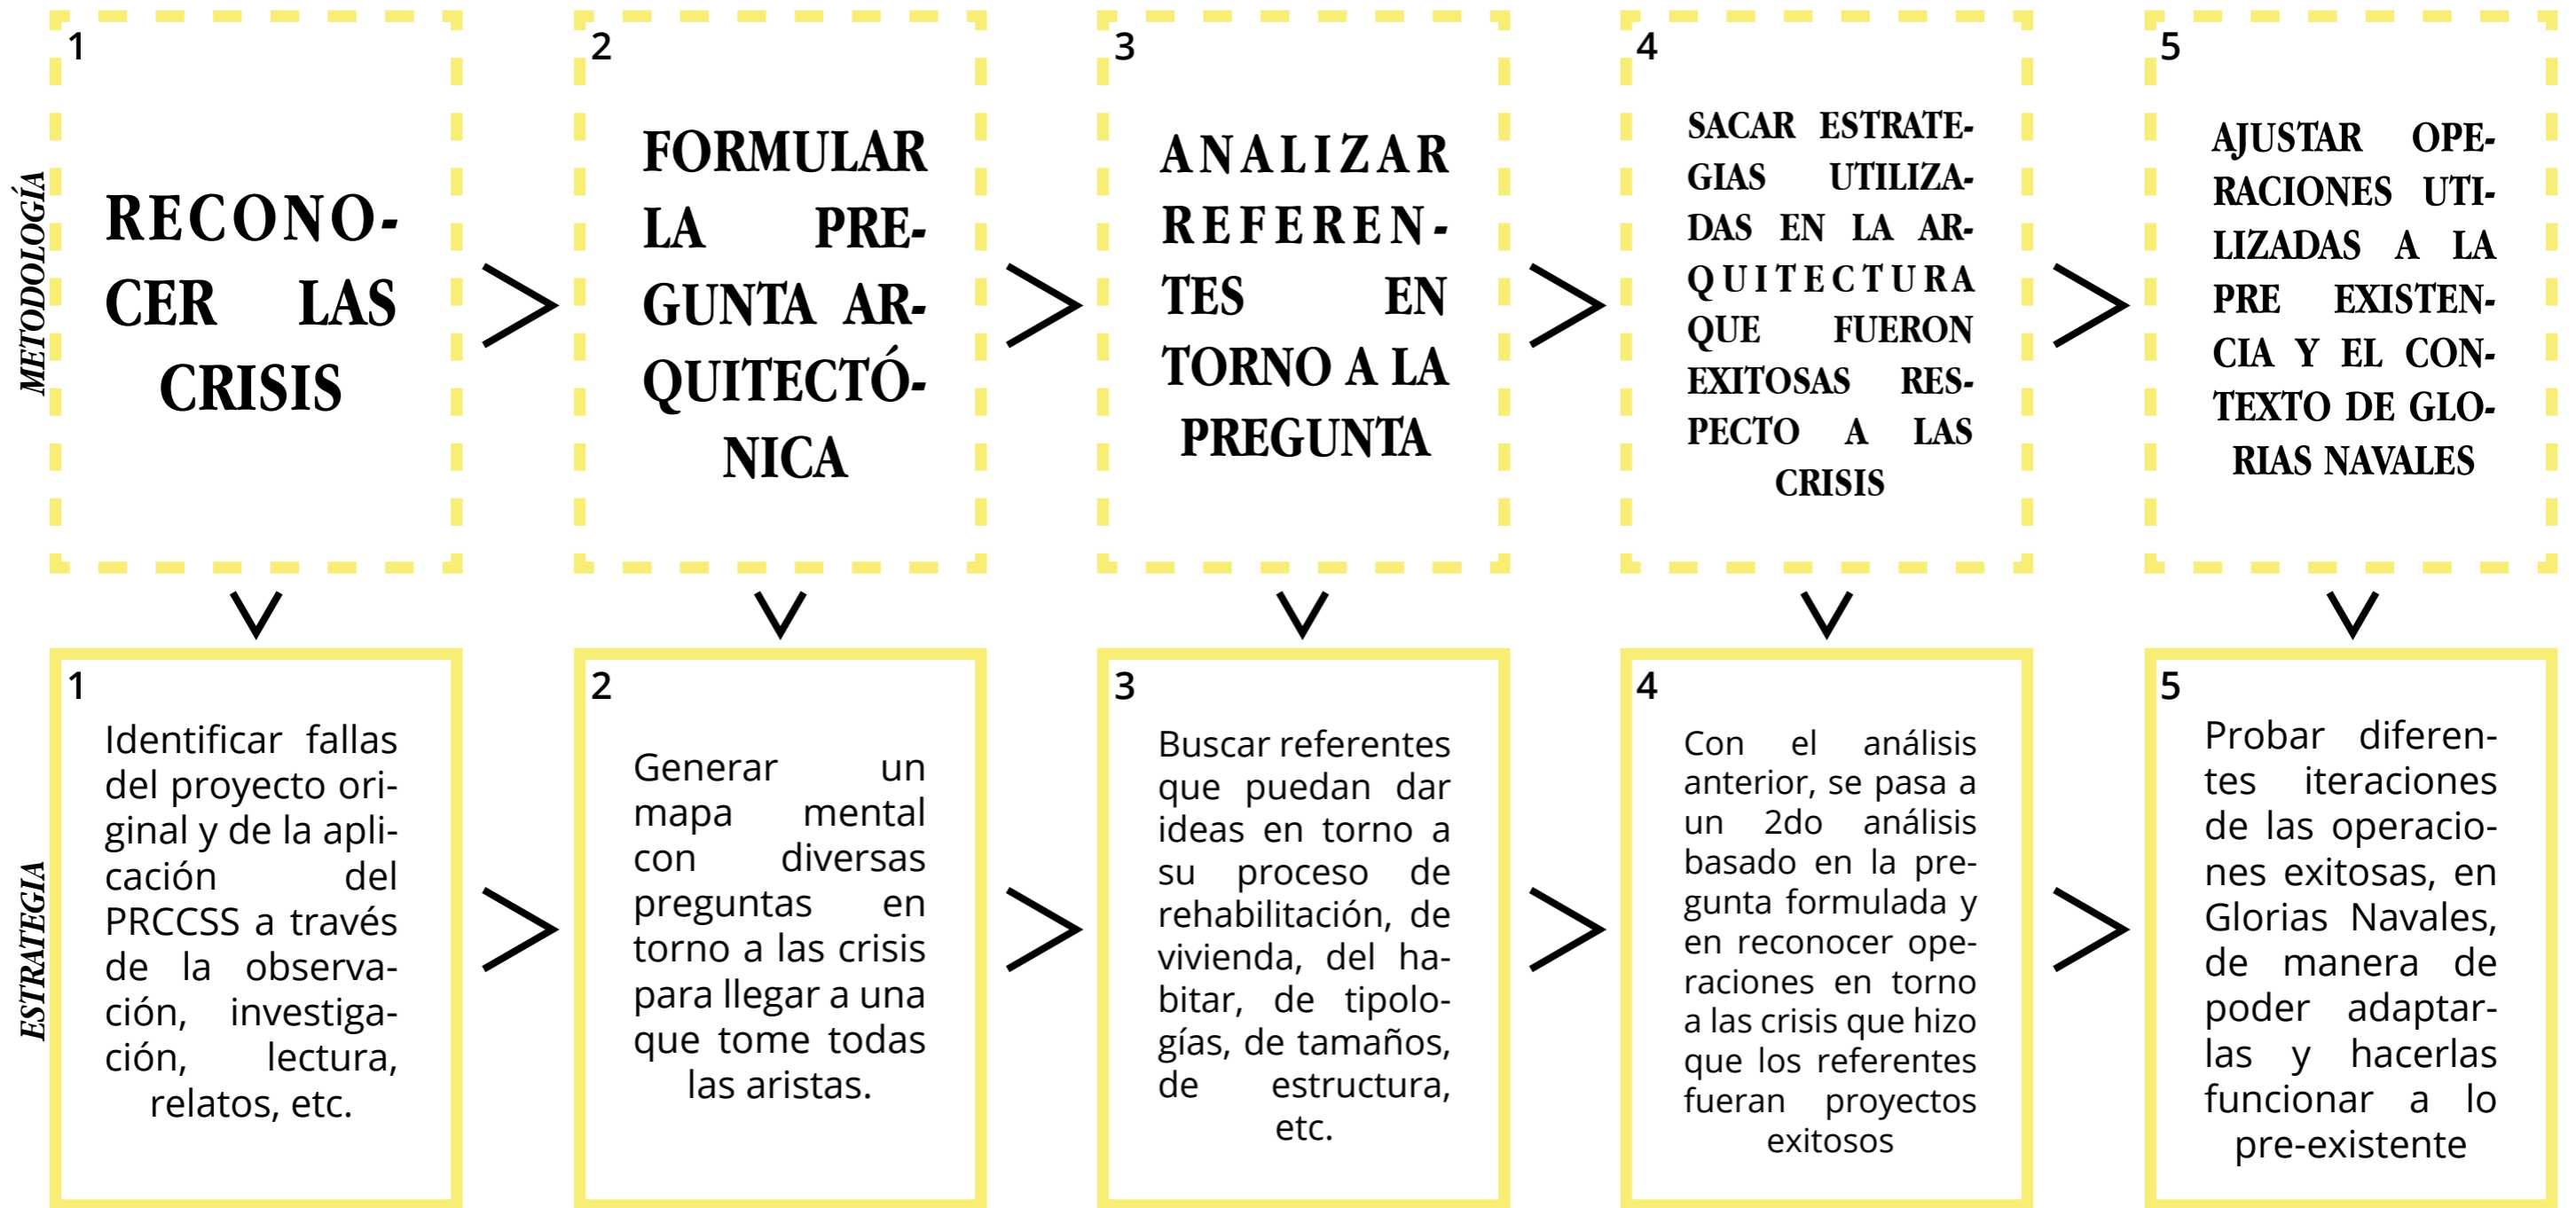 METODOLOGÍA
1
RECONO-
CER LAS
CRISIS
2
FORMULAR
LA PRE-
GUNTA AR-
QUITECTÓ-
NICA
3
ANALIZAR
REFEREN-
TES EN
TORNO A LA
PREGUNTA
4
SACAR ESTRATE-
GIAS UTILIZA-
DAS EN LA AR-
QUITECTURA
QUE FUERON
EXITOSAS RES-
PECTO A LAS
CRISIS
5
AJUSTAR OPE-
RACIONES UTI-
LIZADAS A LA
PRE EXISTEN-
CIA Y EL CON-
TEXTO DE GLO-
RIAS NAVALES
ESTRATEGIA
1
Identificar fallas
del proyecto ori-
ginal y de la apli-
cación del
PRCCSS a través
de la observa-
ción, investiga-
ción, lectura,
relatos, etc.
2
Generar un
mapa mental
con diversas
preguntas en
torno a las crisis
para llegar a una
que tome todas
las aristas.
3
Buscar referentes
que puedan dar
ideas en torno a
su proceso de
rehabilitación, de
vivienda, del ha-
bitar, de tipolo-
gías, de tamaños,
de estructura,
etc.
4
Con el análisis
anterior, se pasa a
un 2do análisis
basado en la pre-
gunta formulada y
en reconocer ope-
raciones en torno
a las crisis que hizo
que los referentes
fueran proyectos
exitosos
5
Probar diferen-
tes iteraciones
de las operacio-
nes exitosas, en
Glorias Navales,
de manera de
poder adaptar-
las y hacerlas
funcionar a lo
pre-existente